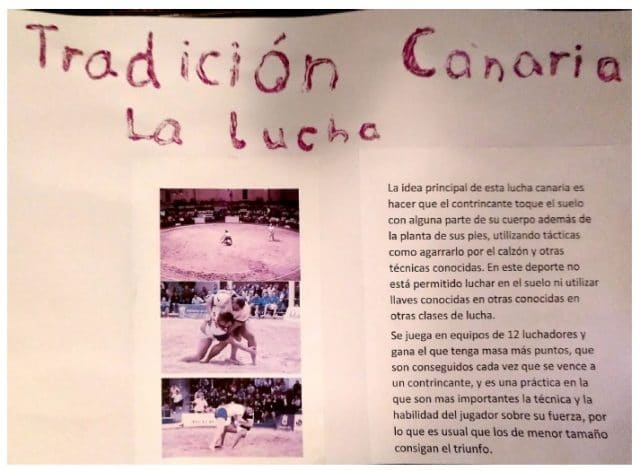 Tradición Canaria
La lucha
La idea principal de esta lucha canaria es
hacer que el contrincante toque el suelo
con alguna parte de su cuerpo además de
la planta de sus pies, utilizando tácticas
como agarrarlo por el calzón y otras
técnicas conocidas. En este deporte no
está permitido luchar en el suelo ni utilizar
llaves conocidas en otras conocidas en
otras clases de lucha.
Se juega en equipos de 12 luchadores y
gana el que tenga masa más puntos, que
son conseguidos cada vez que se vence a
un contrincante, y es una práctica en la
que son mas importantes la técnica y la
habilidad del jugador sobre su fuerza, por
lo que es usual que los de menor tamaño
consigan el triunfo.